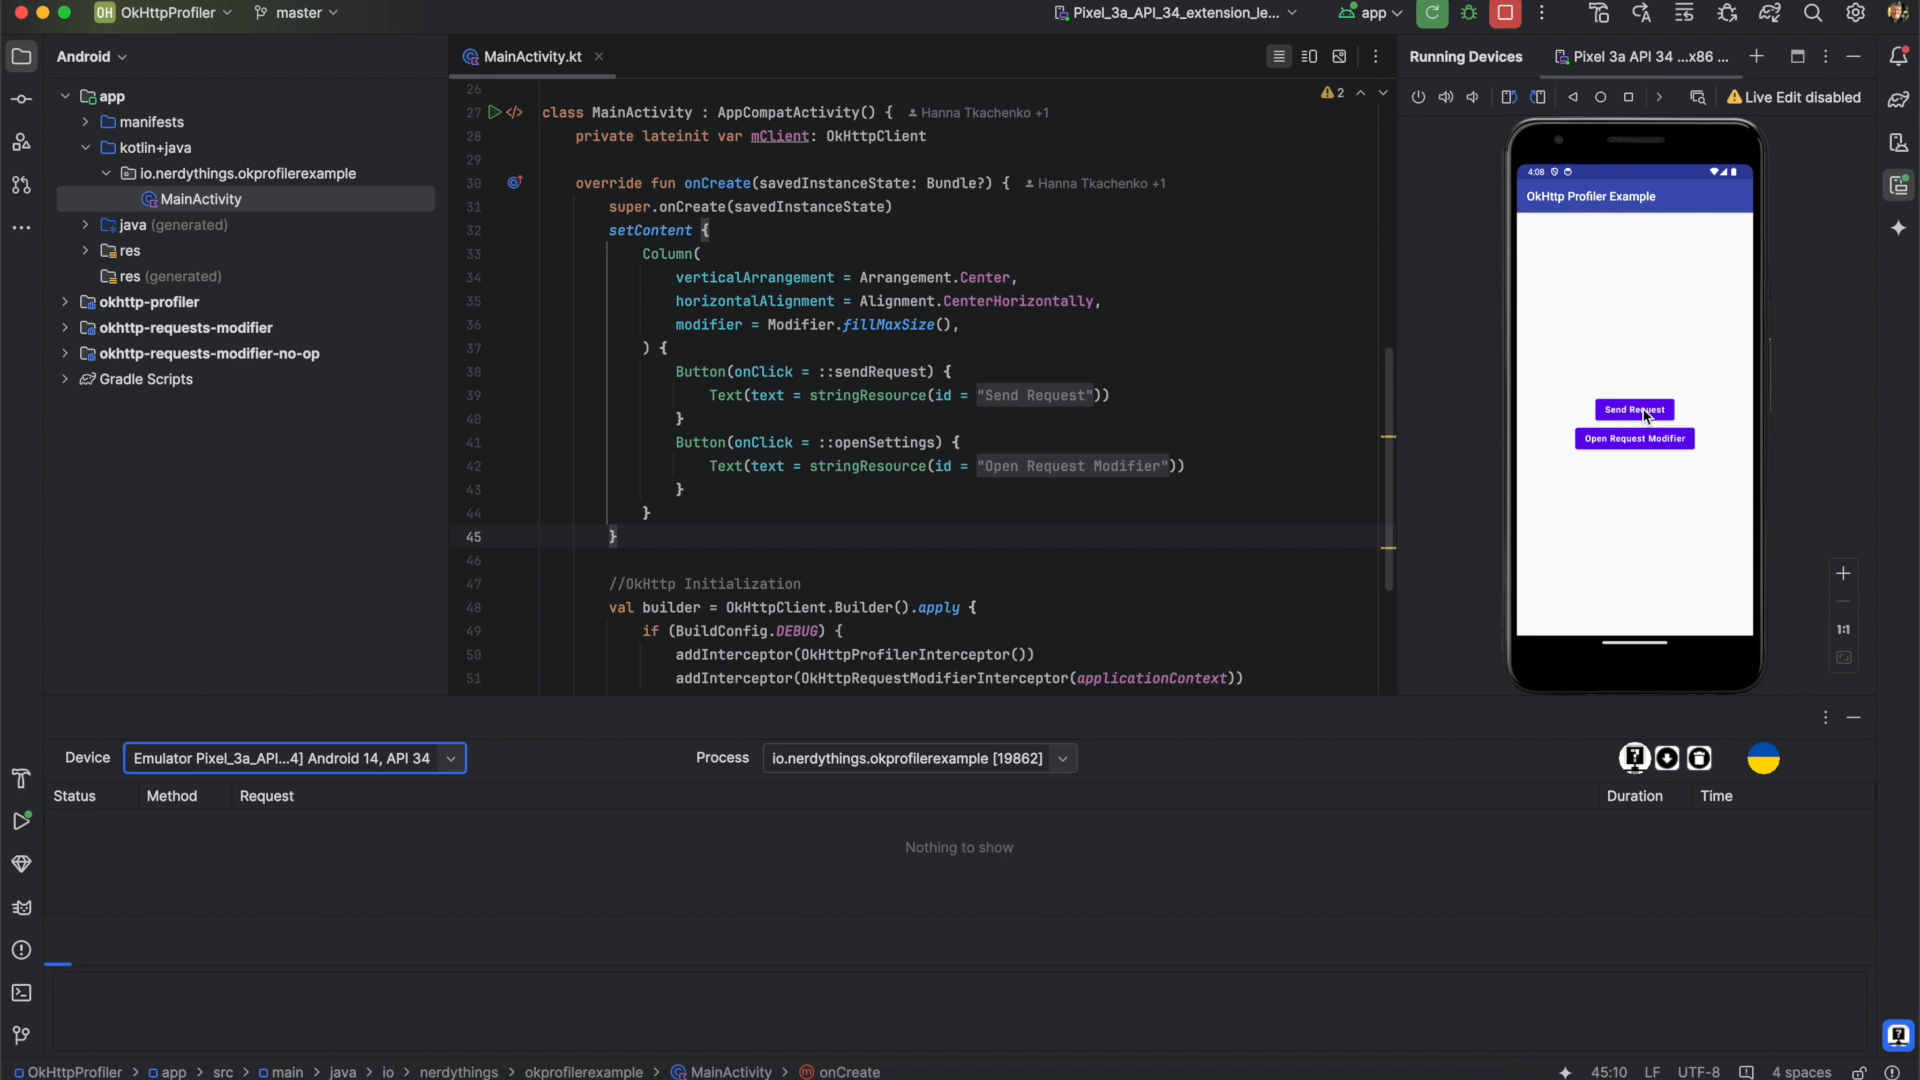 OH OkHttpProfiler master Pixel_3a_API_34_extension_le... app
Android
MainActivity.kt
Running Devices Pixel 3a API 34 ...x86 ...
Live Edit disabled
app
manifests
kotlin+java
io.nerdythings.okprofilerexample
MainActivity
java (generated)
res
res (generated)
okhttp-profiler
okhttp-requests-modifier
okhttp-requests-modifier-no-op
Gradle Scripts
2
26
27 class MainActivity : AppCompatActivity() { Hanna Tkachenko +1
28 private lateinit var mClient: OkHttpClient
29
30 override fun onCreate(savedInstanceState: Bundle?) { Hanna Tkachenko +1
31 super.onCreate(savedInstanceState)
32 setContent {
33 Column(
34 verticalArrangement = Arrangement.Center,
35 horizontalAlignment = Alignment.CenterHorizontally,
36 modifier = Modifier.fillMaxSize(),
37 ) {
38 Button(onClick = ::sendRequest) {
39 Text(text = stringResource(id = "Send Request"))
40 }
41 Button(onClick = ::openSettings) {
42 Text(text = stringResource(id = "Open Request Modifier"))
43 }
44 }
45 }
46
47 //OkHttp Initialization
48 val builder = OkHttpClient.Builder().apply {
49 if (BuildConfig.DEBUG) {
50 addInterceptor(OkHttpProfilerInterceptor())
51 addInterceptor(OkHttpRequestModifierInterceptor(applicationContext))
4:08
OkHttp Profiler Example
Send Request
Open Request Modifier
1:1
Device Emulator Pixel_3a_API...4] Android 14, API 34 Process io.nerdythings.okprofilerexample [19862]
Status Method Request Duration Time
Nothing to show
OkHttpProfiler > app > src > main > java > io > nerdythings > okprofilerexample > MainActivity > onCreate 45:10 LF UTF-8 4 spaces